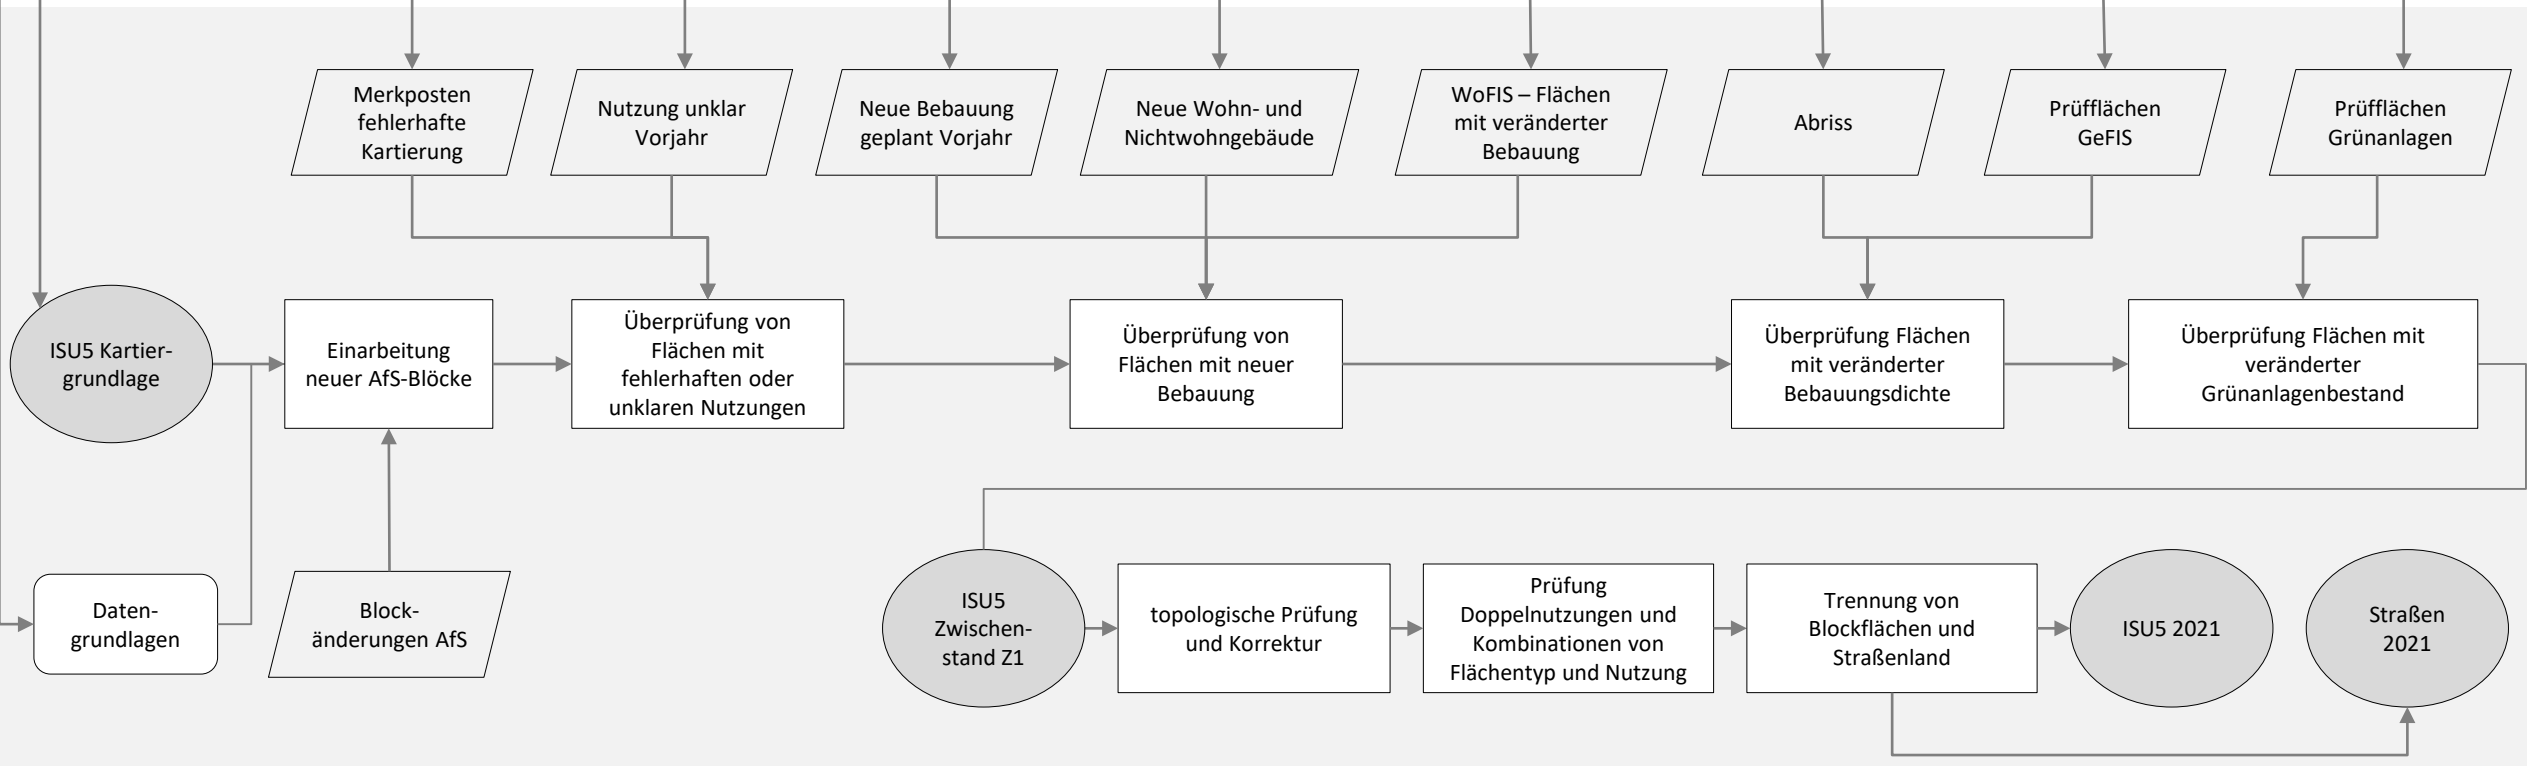 Merkposten
fehlerhafte
Kartierung
Nutzung unklar
Vorjahr
Neue Bebauung
geplant Vorjahr
Neue Wohn- und
Nichtwohngebäude
WoFIS – Flächen
mit veränderter
Bebauung
Abriss
Prüfflächen
GeFIS
Prüfflächen
Grünanlagen
ISU5 Kartier-
grundlage
Einarbeitung
neuer AfS-Blöcke
Überprüfung von
Flächen mit
fehlerhaften oder
unklaren Nutzungen
Überprüfung von
Flächen mit neuer
Bebauung
Überprüfung Flächen
mit veränderter
Bebauungsdichte
Überprüfung Flächen mit
veränderter
Grünanlagenbestand
Daten-
grundlagen
Block-
änderungen AfS
ISU5
Zwischen-
stand Z1
topologische Prüfung
und Korrektur
Prüfung
Doppelnutzungen und
Kombinationen von
Flächentyp und Nutzung
Trennung von
Blockflächen und
Straßenland
ISU5 2021
Straßen
2021